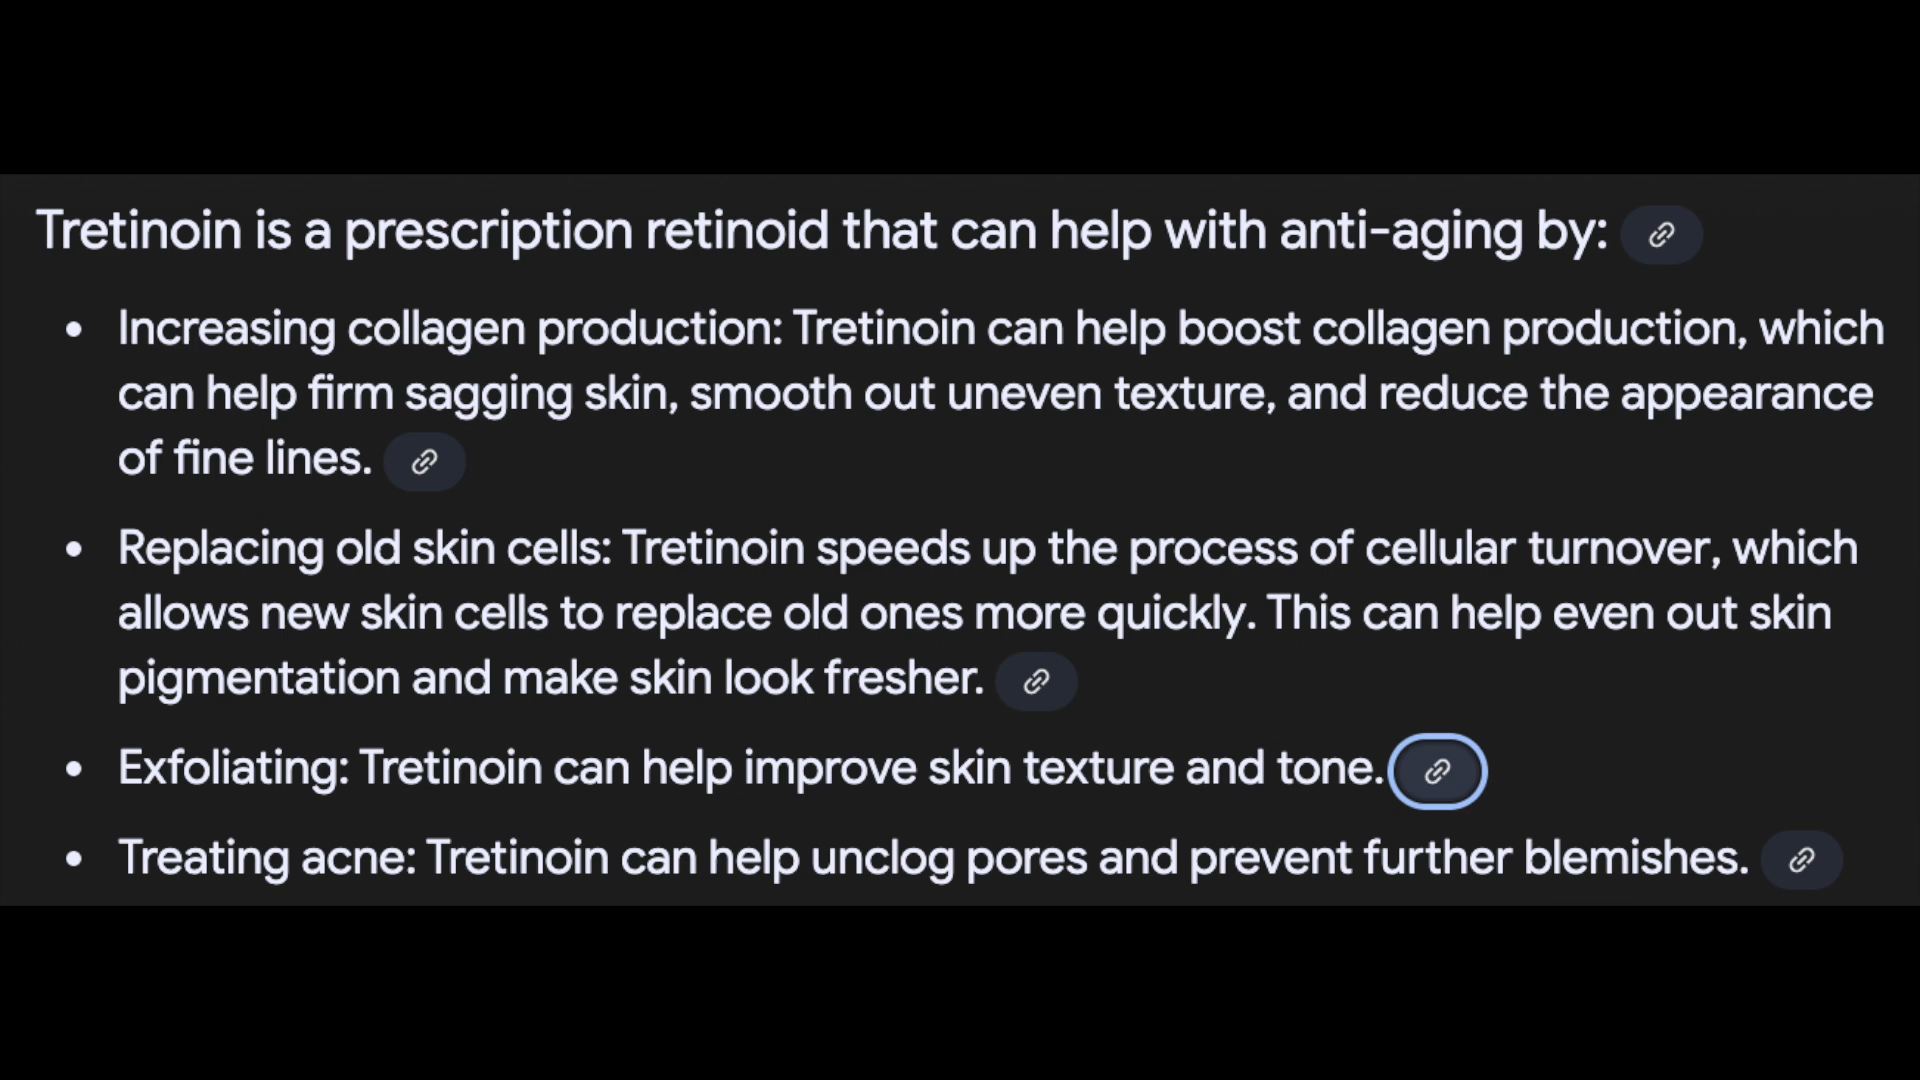 Tretinoin is a prescription retinoid that can help with anti-aging by:
• Increasing collagen production: Tretinoin can help boost collagen production, which
can help firm sagging skin, smooth out uneven texture, and reduce the appearance
of fine lines.
• Replacing old skin cells: Tretinoin speeds up the process of cellular turnover, which
allows new skin cells to replace old ones more quickly. This can help even out skin
pigmentation and make skin look fresher.
• Exfoliating: Tretinoin can help improve skin texture and tone.
• Treating acne: Tretinoin can help unclog pores and prevent further blemishes.